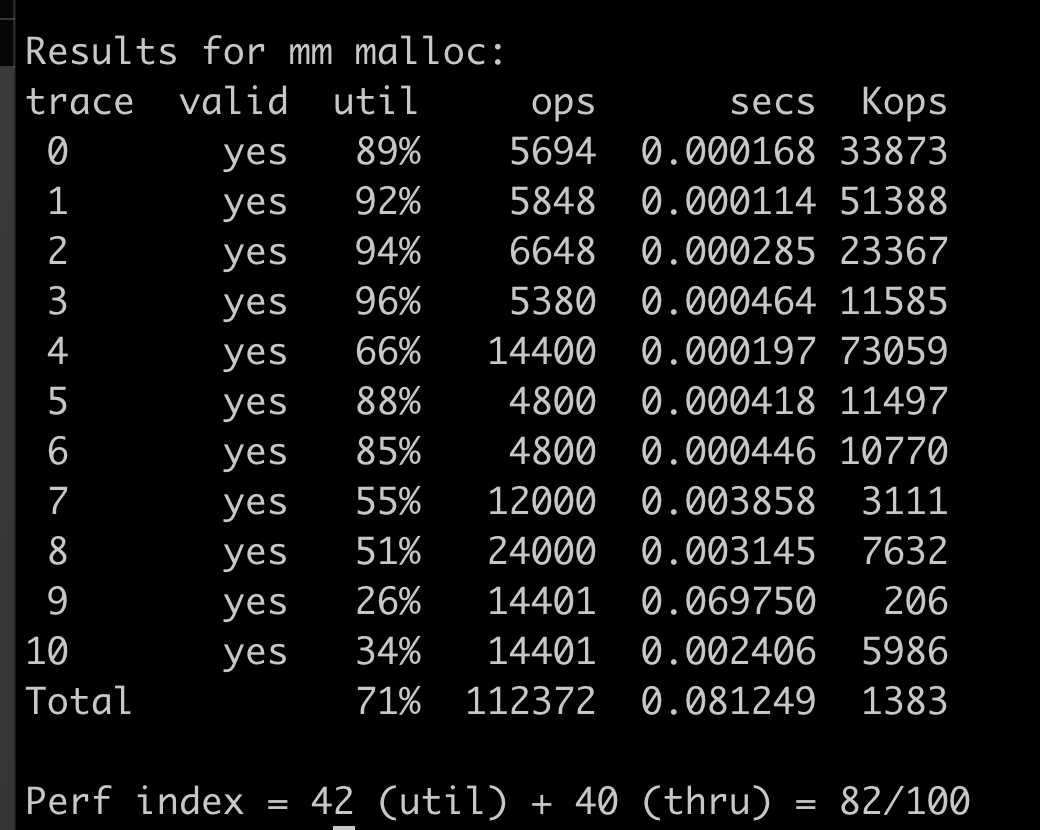 Results for mm malloc:
trace  valid  util     ops      secs  Kops
 0       yes   89%    5694  0.000168 33873
 1       yes   92%    5848  0.000114 51388
 2       yes   94%    6648  0.000285 23367
 3       yes   96%    5380  0.000464 11585
 4       yes   66%   14400  0.000197 73059
 5       yes   88%    4800  0.000418 11497
 6       yes   85%    4800  0.000446 10770
 7       yes   55%   12000  0.003858  3111
 8       yes   51%   24000  0.003145  7632
 9       yes   26%   14401  0.069750   206
10       yes   34%   14401  0.002406  5986
Total          71%  112372  0.081249  1383
Perf index = 42 (util) + 40 (thru) = 82/100